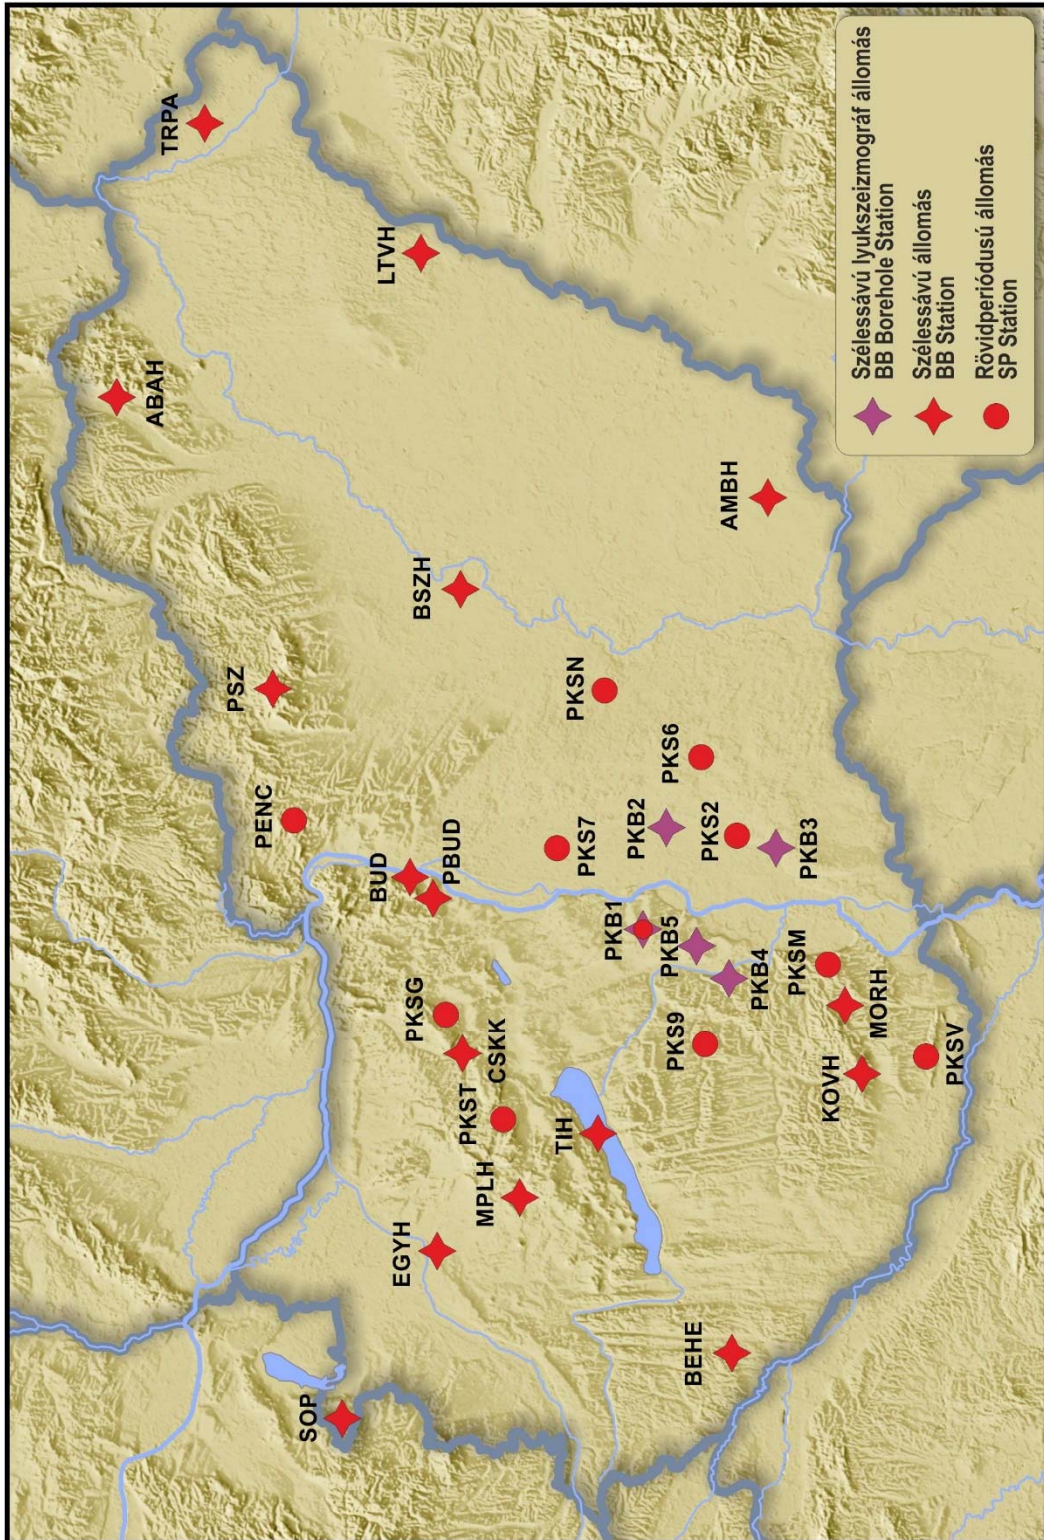 TRPA
ABAH
LTVH
PSZ
BSZH
AMBH
PENC
PKSN
PKS6
BUD
PBUD
PKS7
PKB2
PKS2
PKB3
PKB1
PKB5
PKB4
PKSG
CSKK
PKSM
MORH
PKS9
PKST
KOVH
PKSV
TIH
MPLH
EGYH
BEHE
SOP
Szélessávú lyukszeizmográf állomás
BB Borehole Station
Szélessávú állomás
BB Station
Rövidperiódusú állomás
SP Station